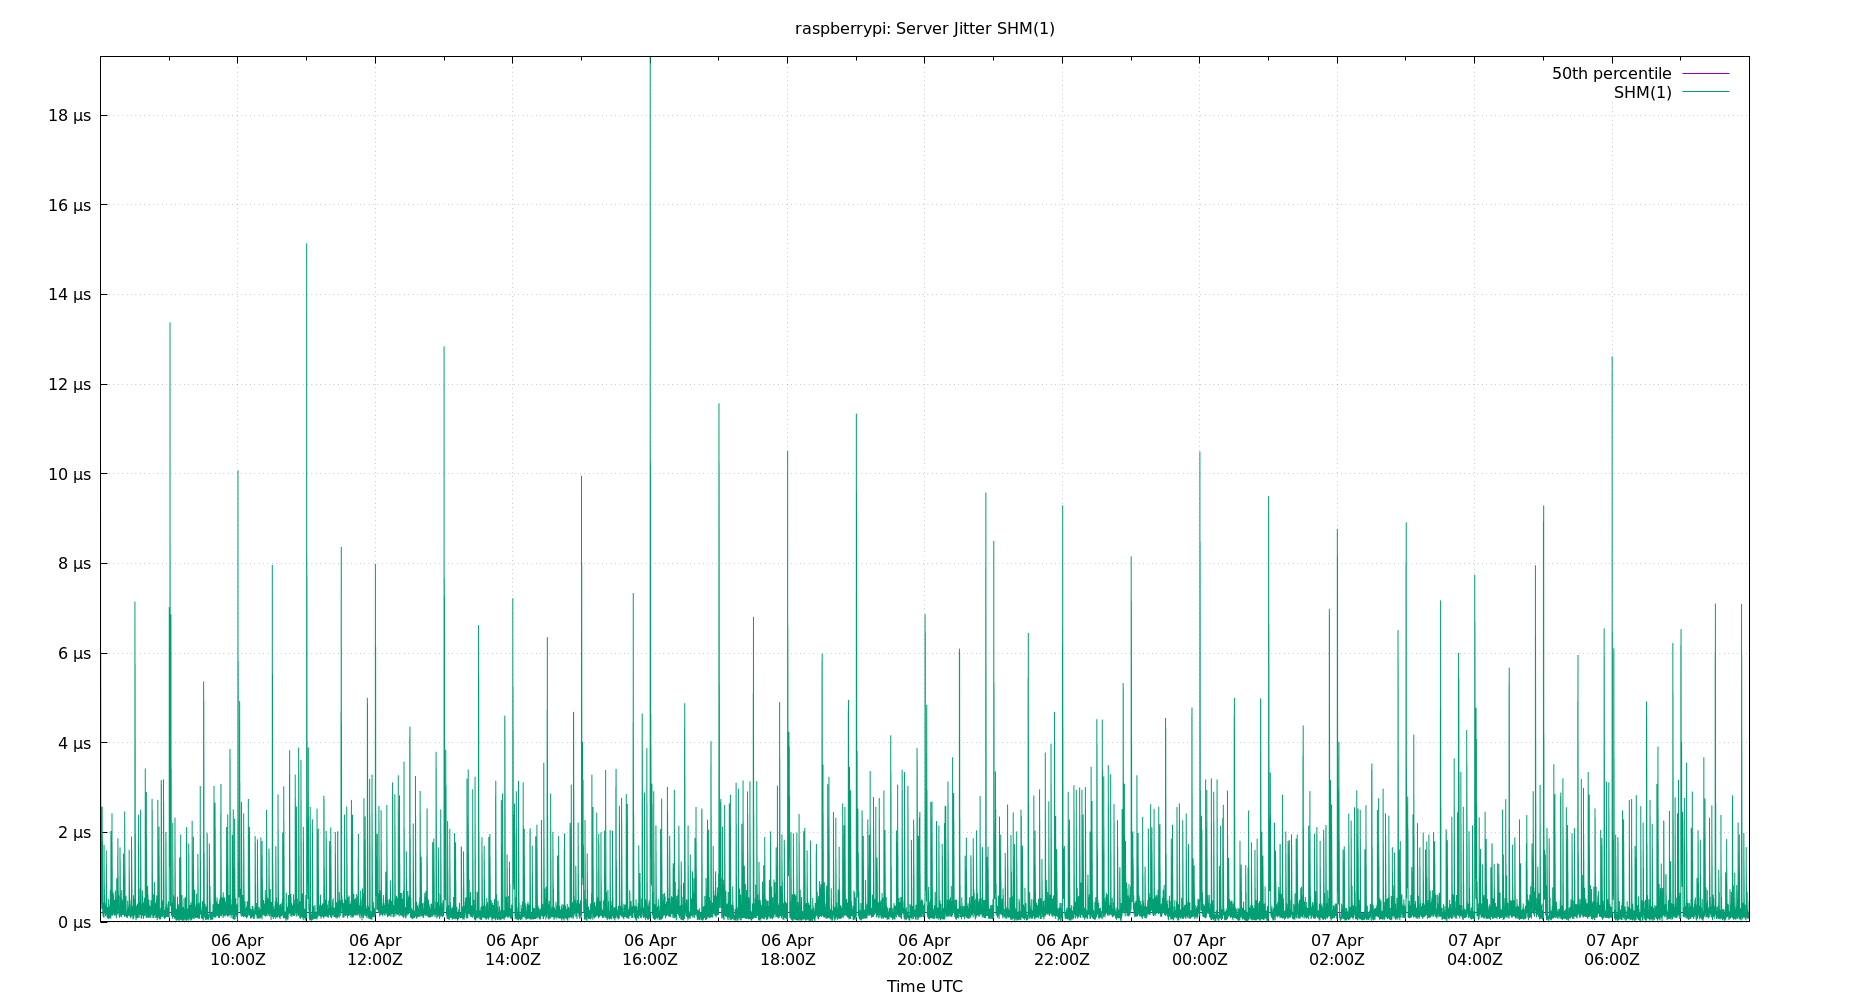 raspberrypi: Server Jitter SHM(1)
50th percentile
SHM(1)
18 µs
16 µs
14 µs
12 µs
10 µs
8 µs
6 µs
4 µs
2 µs
0 µs
06 Apr 06 Apr 06 Apr 06 Apr 06 Apr 06 Apr 06 Apr 07 Apr 07 Apr 07 Apr 07 Apr
10:00Z 12:00Z 14:00Z 16:00Z 18:00Z 20:00Z 22:00Z 00:00Z 02:00Z 04:00Z 06:00Z
Time UTC